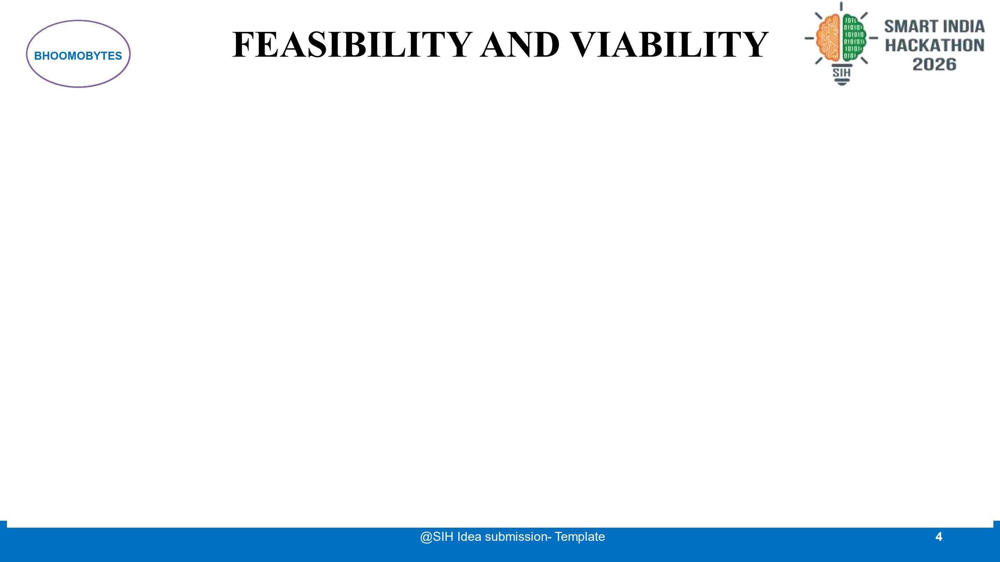 BHOOMOBYTES
FEASIBILITY AND VIABILITY
SMART INDIA
HACKATHON
2026
SIH
@SIH Idea submission- Template
4